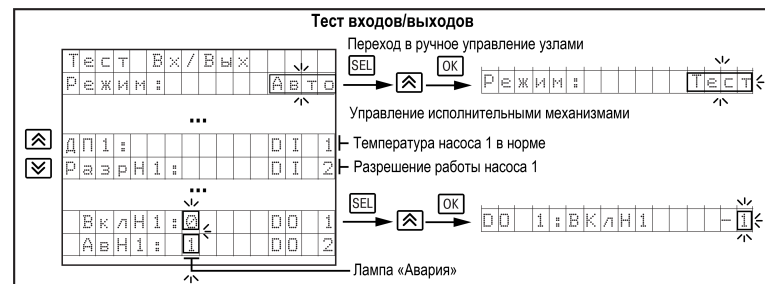 Тест входов/выходов
Переход в ручное управление узлами
Тест Вх/Вых
SEL OK
Режим: Авто
Режим: Тест
...
Управление исполнительными механизмами
ДП1: DI 1
Температура насоса 1 в норме
РазрН1: DI 2
Разрешение работы насоса 1
...
SEL OK
ВклН1:0 DO 1
DO 1:ВКлН1 -1
АвН1: 1 DO 2
Лампа «Авария»